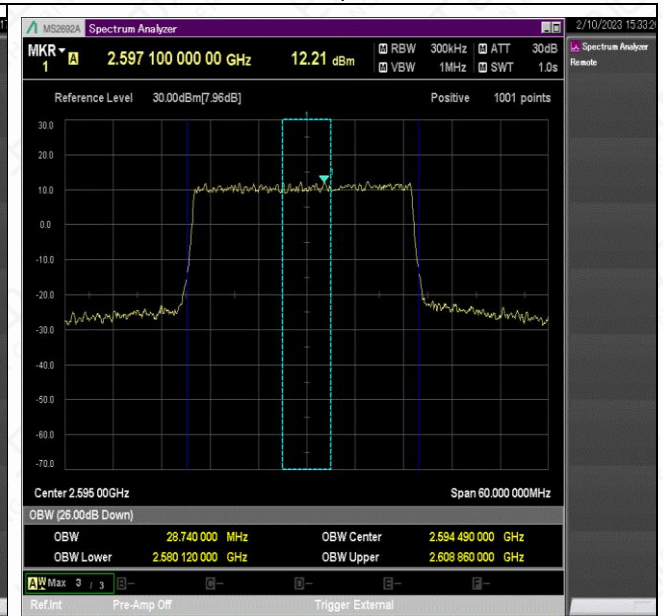 MS2692A Spectrum Analyzer
2/10/2023 15:33:2
MKR 1 A 2.597 100 000 00 GHz 12.21 dBm M RBW 300kHz M ATT 30dB
M VBW 1MHz M SWT 1.0s
Spectrum Analyzer
Remote
Reference Level 30.00dBm[7.96dB] Positive 1001 points
30.0
20.0
10.0
0.0
-10.0
-20.0
-30.0
-40.0
-50.0
-60.0
-70.0
Center 2.595 00GHz Span 60.000 000MHz
OBW (26.00dB Down)
OBW 28.740 000 MHz OBW Center 2.594 490 000 GHz
OBW Lower 2.580 120 000 GHz OBW Upper 2.608 860 000 GHz
A W Max 3 / 3 B- C- D- E- F-
Ref.Int Pre-Amp Off Trigger External